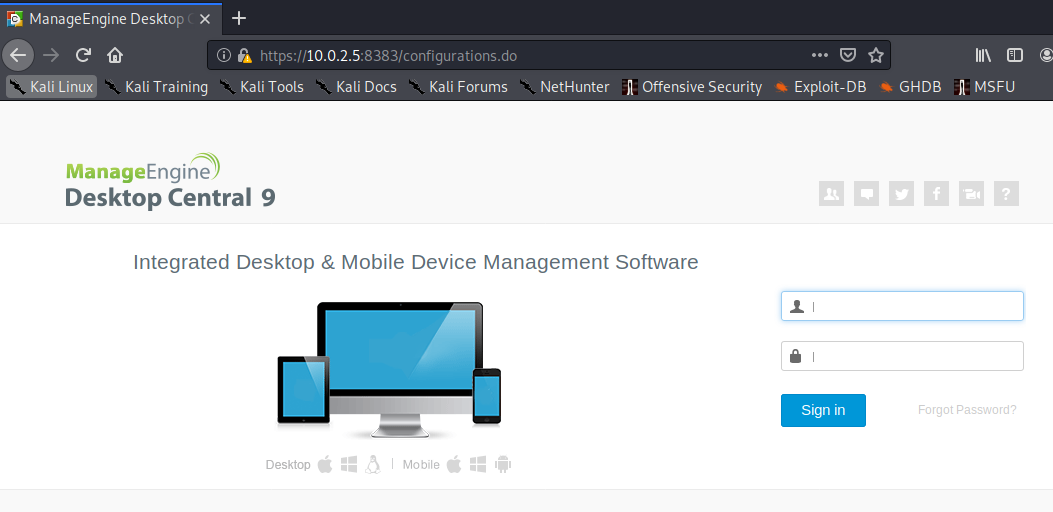 ManageEngine Desktop C
https://10.0.2.5:8383/configurations.do
Kali Linux Kali Training Kali Tools Kali Docs Kali Forums NetHunter Offensive Security Exploit-DB GHDB MSFU
ManageEngine
Desktop Central 9
Integrated Desktop & Mobile Device Management Software
Sign in Forgot Password?
Desktop | Mobile